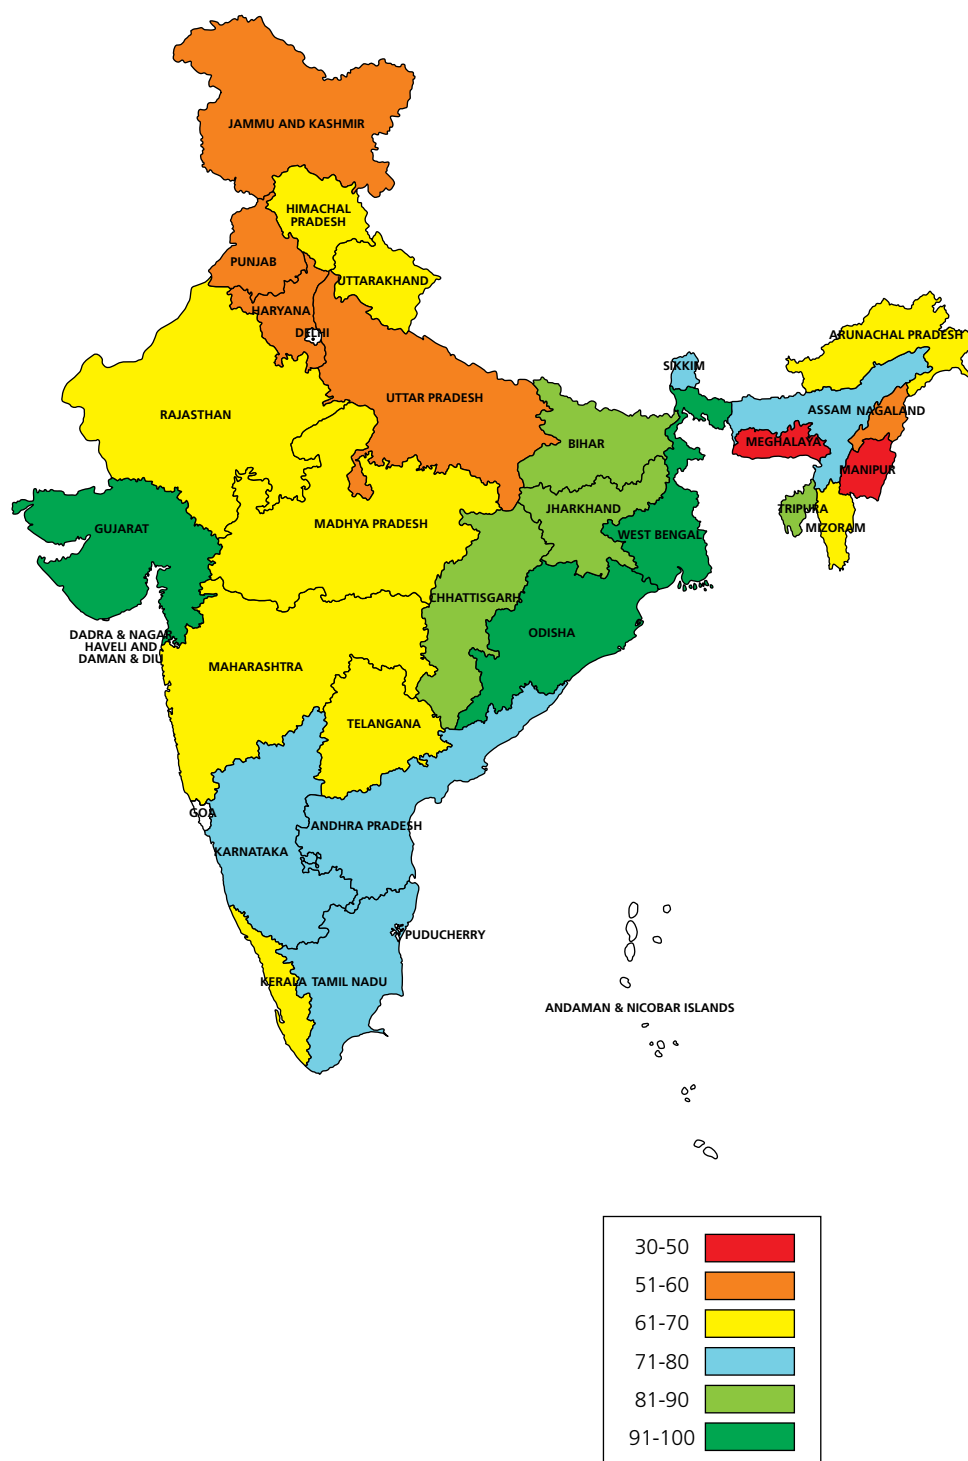 JAMMU AND KASHMIR
HIMACHAL
PRADESH
PUNJAB
UTTARAKHAND
HARYANA
DELHI
ARUNACHAL PRADESH
SIKKIM
UTTAR PRADESH
RAJASTHAN
ASSAM
NAGALAND
BIHAR
MEGHALAYA
MANIPUR
JHARKHAND
TRIPURA
MADHYA PRADESH
GUJARAT
MIZORAM
WEST BENGAL
CHHATTISGARH
ODISHA
DADRA & NAGAR
HAVELI AND
DAMAN & DIU
MAHARASHTRA
TELANGANA
GOA
ANDHRA PRADESH
KARNATAKA
PUDUCHERRY
KERALA
TAMIL NADU
ANDAMAN & NICOBAR ISLANDS
30-50
51-60
61-70
71-80
81-90
91-100